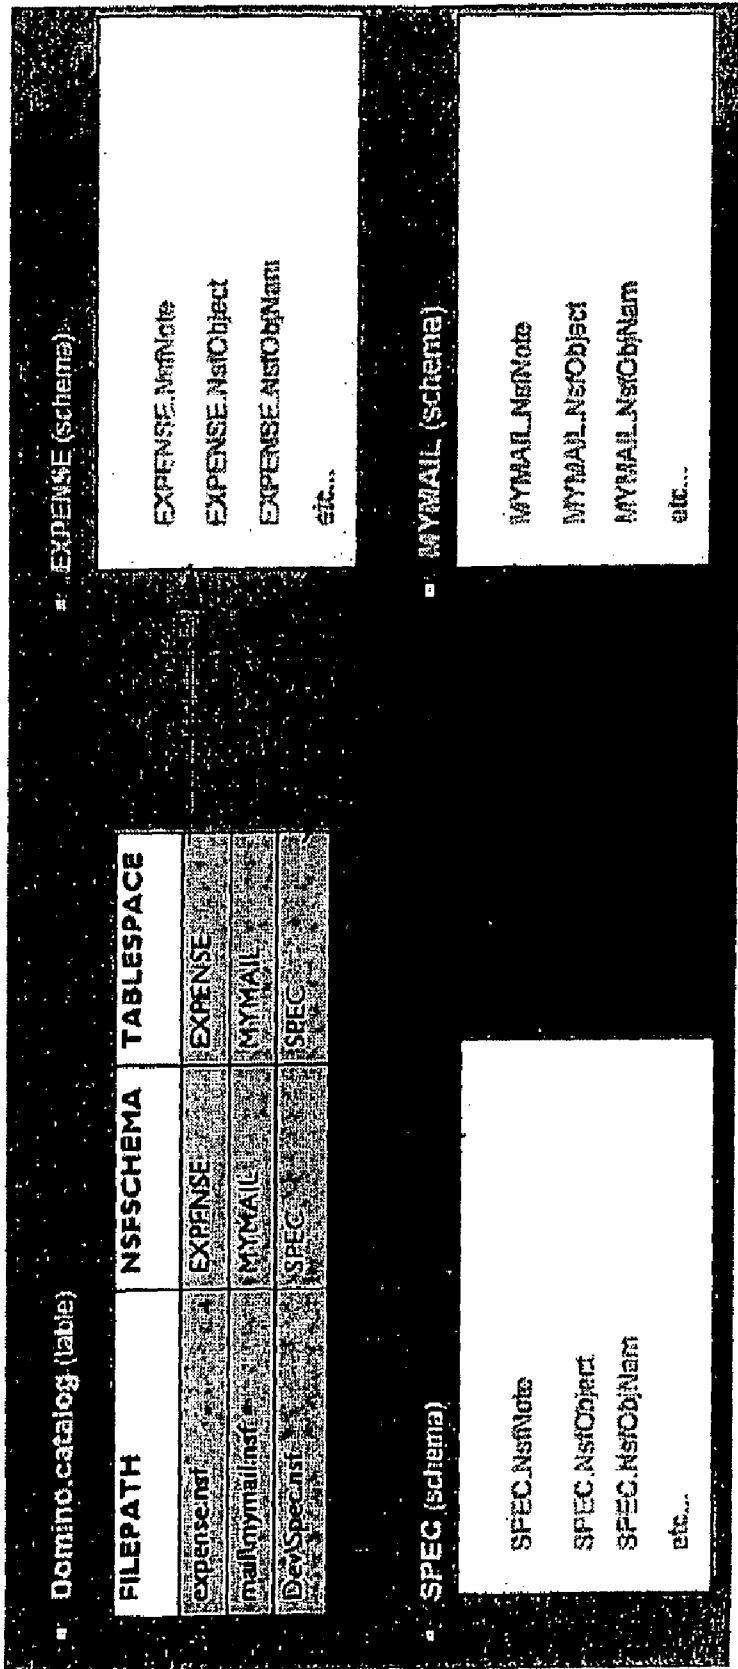 Domino.catalog (table)
FILEPATH NSFSCHEMA TABLESPACE
expense.nsf EXPENSE EXPENSE
mail\mymail.nsf MYMAIL MYMAIL
Dev\Spec.nsf SPEC SPEC
EXPENSE (schema)
EXPENSE.NsfNote
EXPENSE.NsfObject
EXPENSE.NsfObjNam
etc...
SPEC (schema)
SPEC.NsfNote
SPEC.NsfObject
SPEC.NsfObjNam
etc...
MYMAIL (schema)
MYMAIL.NsfNote
MYMAIL.NsfObject
MYMAIL.NsfObjNam
etc...